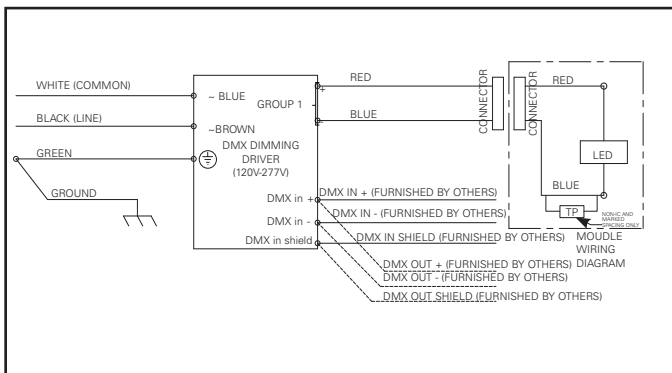 WHITE (COMMON)
BLACK (LINE)
GREEN
GROUND
~ BLUE
GROUP 1
~BROWN
DMX DIMMING
DRIVER
(120V-277V)
DMX in +
DMX in -
DMX in shield
+
-
RED
BLUE
CONNECTOR
CONNECTOR
RED
LED
BLUE
TP
NON-IC AND
MARKED
SPACING ONLY
MOUDLE
WIRING
DIAGRAM
DMX IN + (FURNISHED BY OTHERS)
DMX IN - (FURNISHED BY OTHERS)
DMX IN SHIELD (FURNISHED BY OTHERS)
DMX OUT + (FURNISHED BY OTHERS)
DMX OUT - (FURNISHED BY OTHERS)
DMX OUT SHIELD (FURNISHED BY OTHERS)